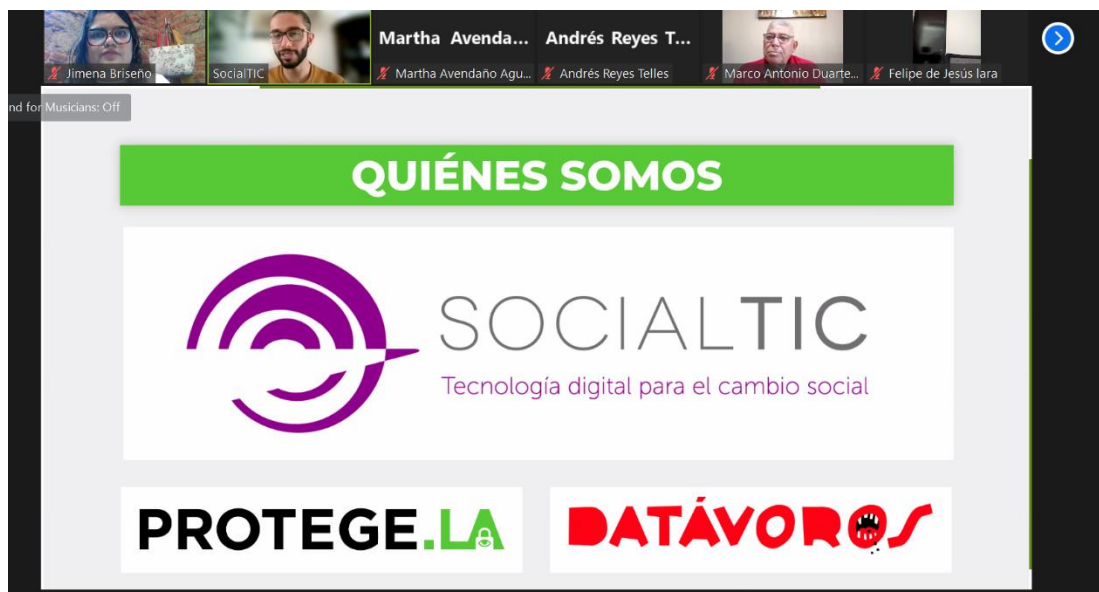 Martha Avenda...
Andrés Reyes T...
Jimena Briseño
SocialTIC
Martha Avendaño Agu...
Andrés Reyes Telles
Marco Antonio Duarte...
Felipe de Jesús lara
nd for Musicians: Off
QUIÉNES SOMOS
SOCIALTIC
Tecnología digital para el cambio social
PROTEGE.LA
DATÁVOROS